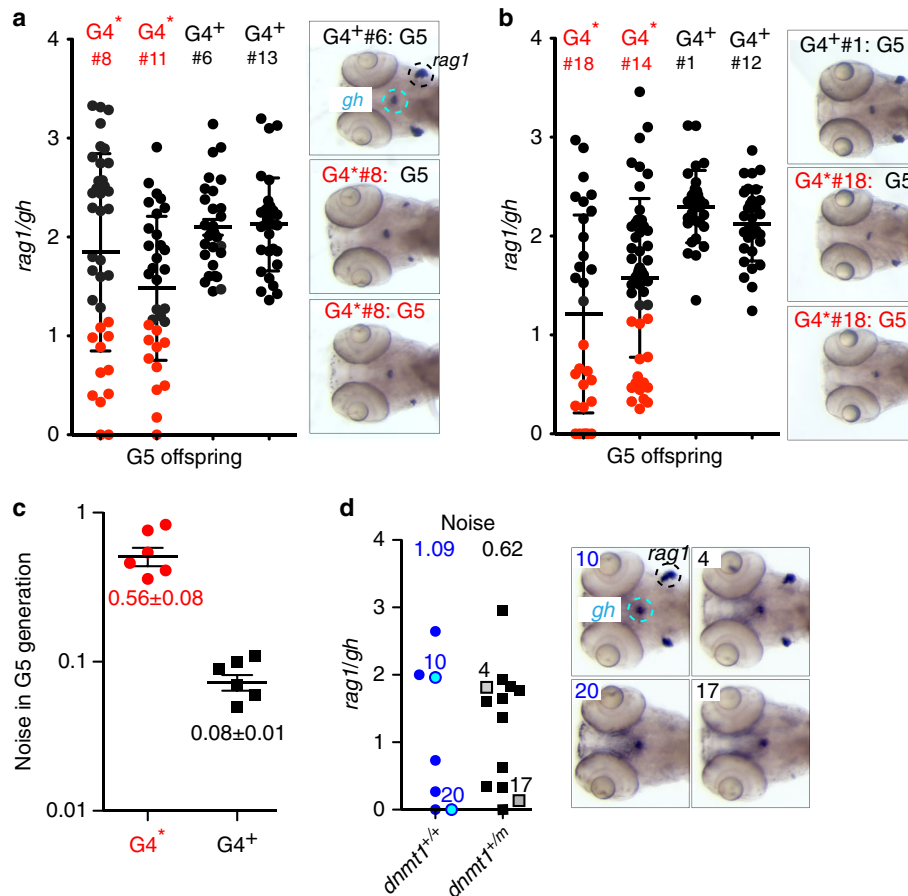 a
G4* G4* G4+ G4+
#8 #11 #6 #13
rag1/gh
4
3
2
1
0
G5 offspring
G4+#6: G5
rag1
gh
G4*#8: G5
G4*#8: G5
b
G4* G4* G4+ G4+
#18 #14 #1 #12
rag1/gh
4
3
2
1
0
G5 offspring
G4+#1: G5
G4*#18: G5
G4*#18: G5
c
Noise in G5 generation
1
0.1
0.01
0.56±0.08
0.08±0.01
G4* G4+
d
Noise
1.09 0.62
rag1/gh
4
3
2
1
0
10
4
20
17
dnmt1+/+ dnmt1+/m
10
rag1
gh
4
20
17